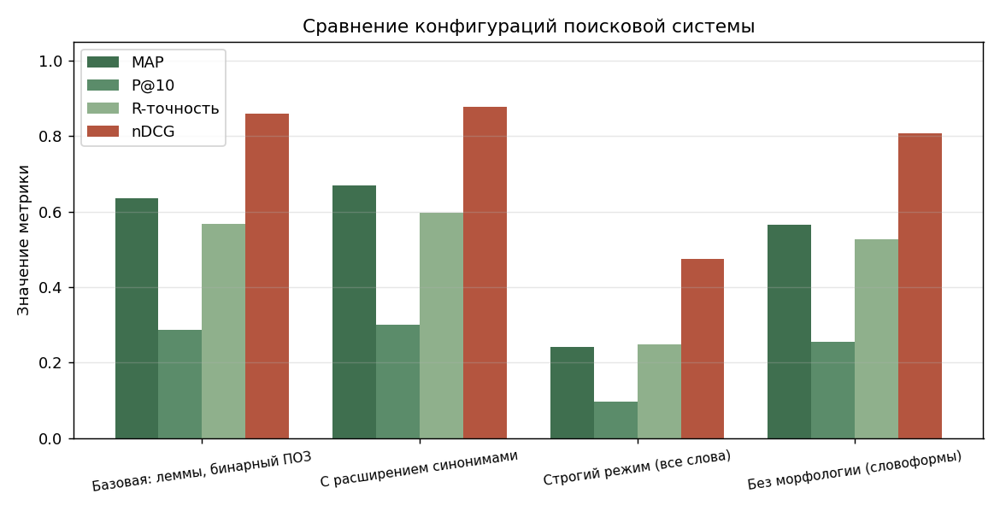 Сравнение конфигураций поисковой системы
MAP
P@10
R-точность
nDCG
Значение метрики
1.0
0.8
0.6
0.4
0.2
0.0
Базовая: леммы, бинарный ПОЗ
С расширением синонимами
Строгий режим (все слова)
Без морфологии (словоформы)